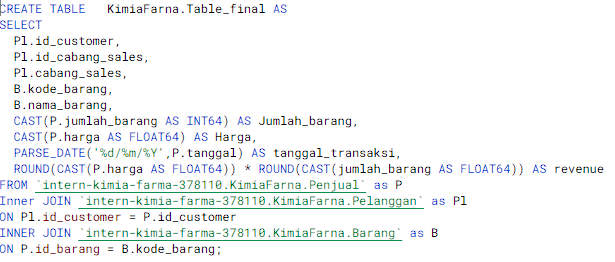 CREATE TABLE KimiaFarna.Table_final AS
SELECT
Pl.id_customer,
Pl.id_cabang_sales,
Pl.cabang_sales,
B.kode_barang,
B.nama_barang,
CAST(P.jumlah_barang AS INT64) AS Jumlah_barang,
CAST(P.harga AS FLOAT64) AS Harga,
PARSE_DATE('%d/%m/%Y',P.tanggal) AS tanggal_transaksi,
ROUND(CAST(P.harga AS FLOAT64)) * ROUND(CAST(jumlah_barang AS FLOAT64)) AS revenue
FROM `intern-kimia-farma-378110.KimiaFarna.Penjual` as P
Inner JOIN `intern-kimia-farma-378110.KimiaFarna.Pelanggan` as Pl
ON Pl.id_customer = P.id_customer
INNER JOIN `intern-kimia-farma-378110.KimiaFarna.Barang` as B
ON P.id_barang = B.kode_barang;